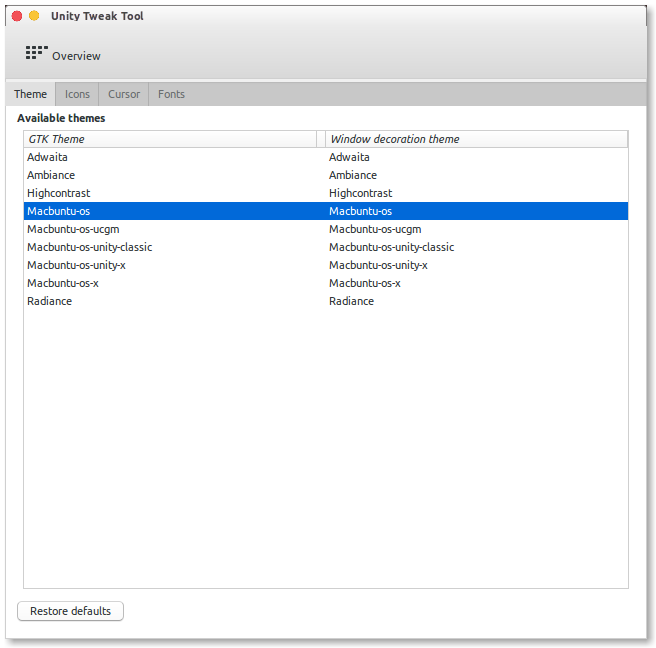 Unity Tweak Tool
Overview
Theme Icons Cursor Fonts
Available themes
GTK Theme Window decoration theme
Adwaita Adwaita
Ambiance Ambiance
Highcontrast Highcontrast
Macbuntu-os Macbuntu-os
Macbuntu-os-ucgm Macbuntu-os-ucgm
Macbuntu-os-unity-classic Macbuntu-os-unity-classic
Macbuntu-os-unity-x Macbuntu-os-unity-x
Macbuntu-os-x Macbuntu-os-x
Radiance Radiance
Restore defaults